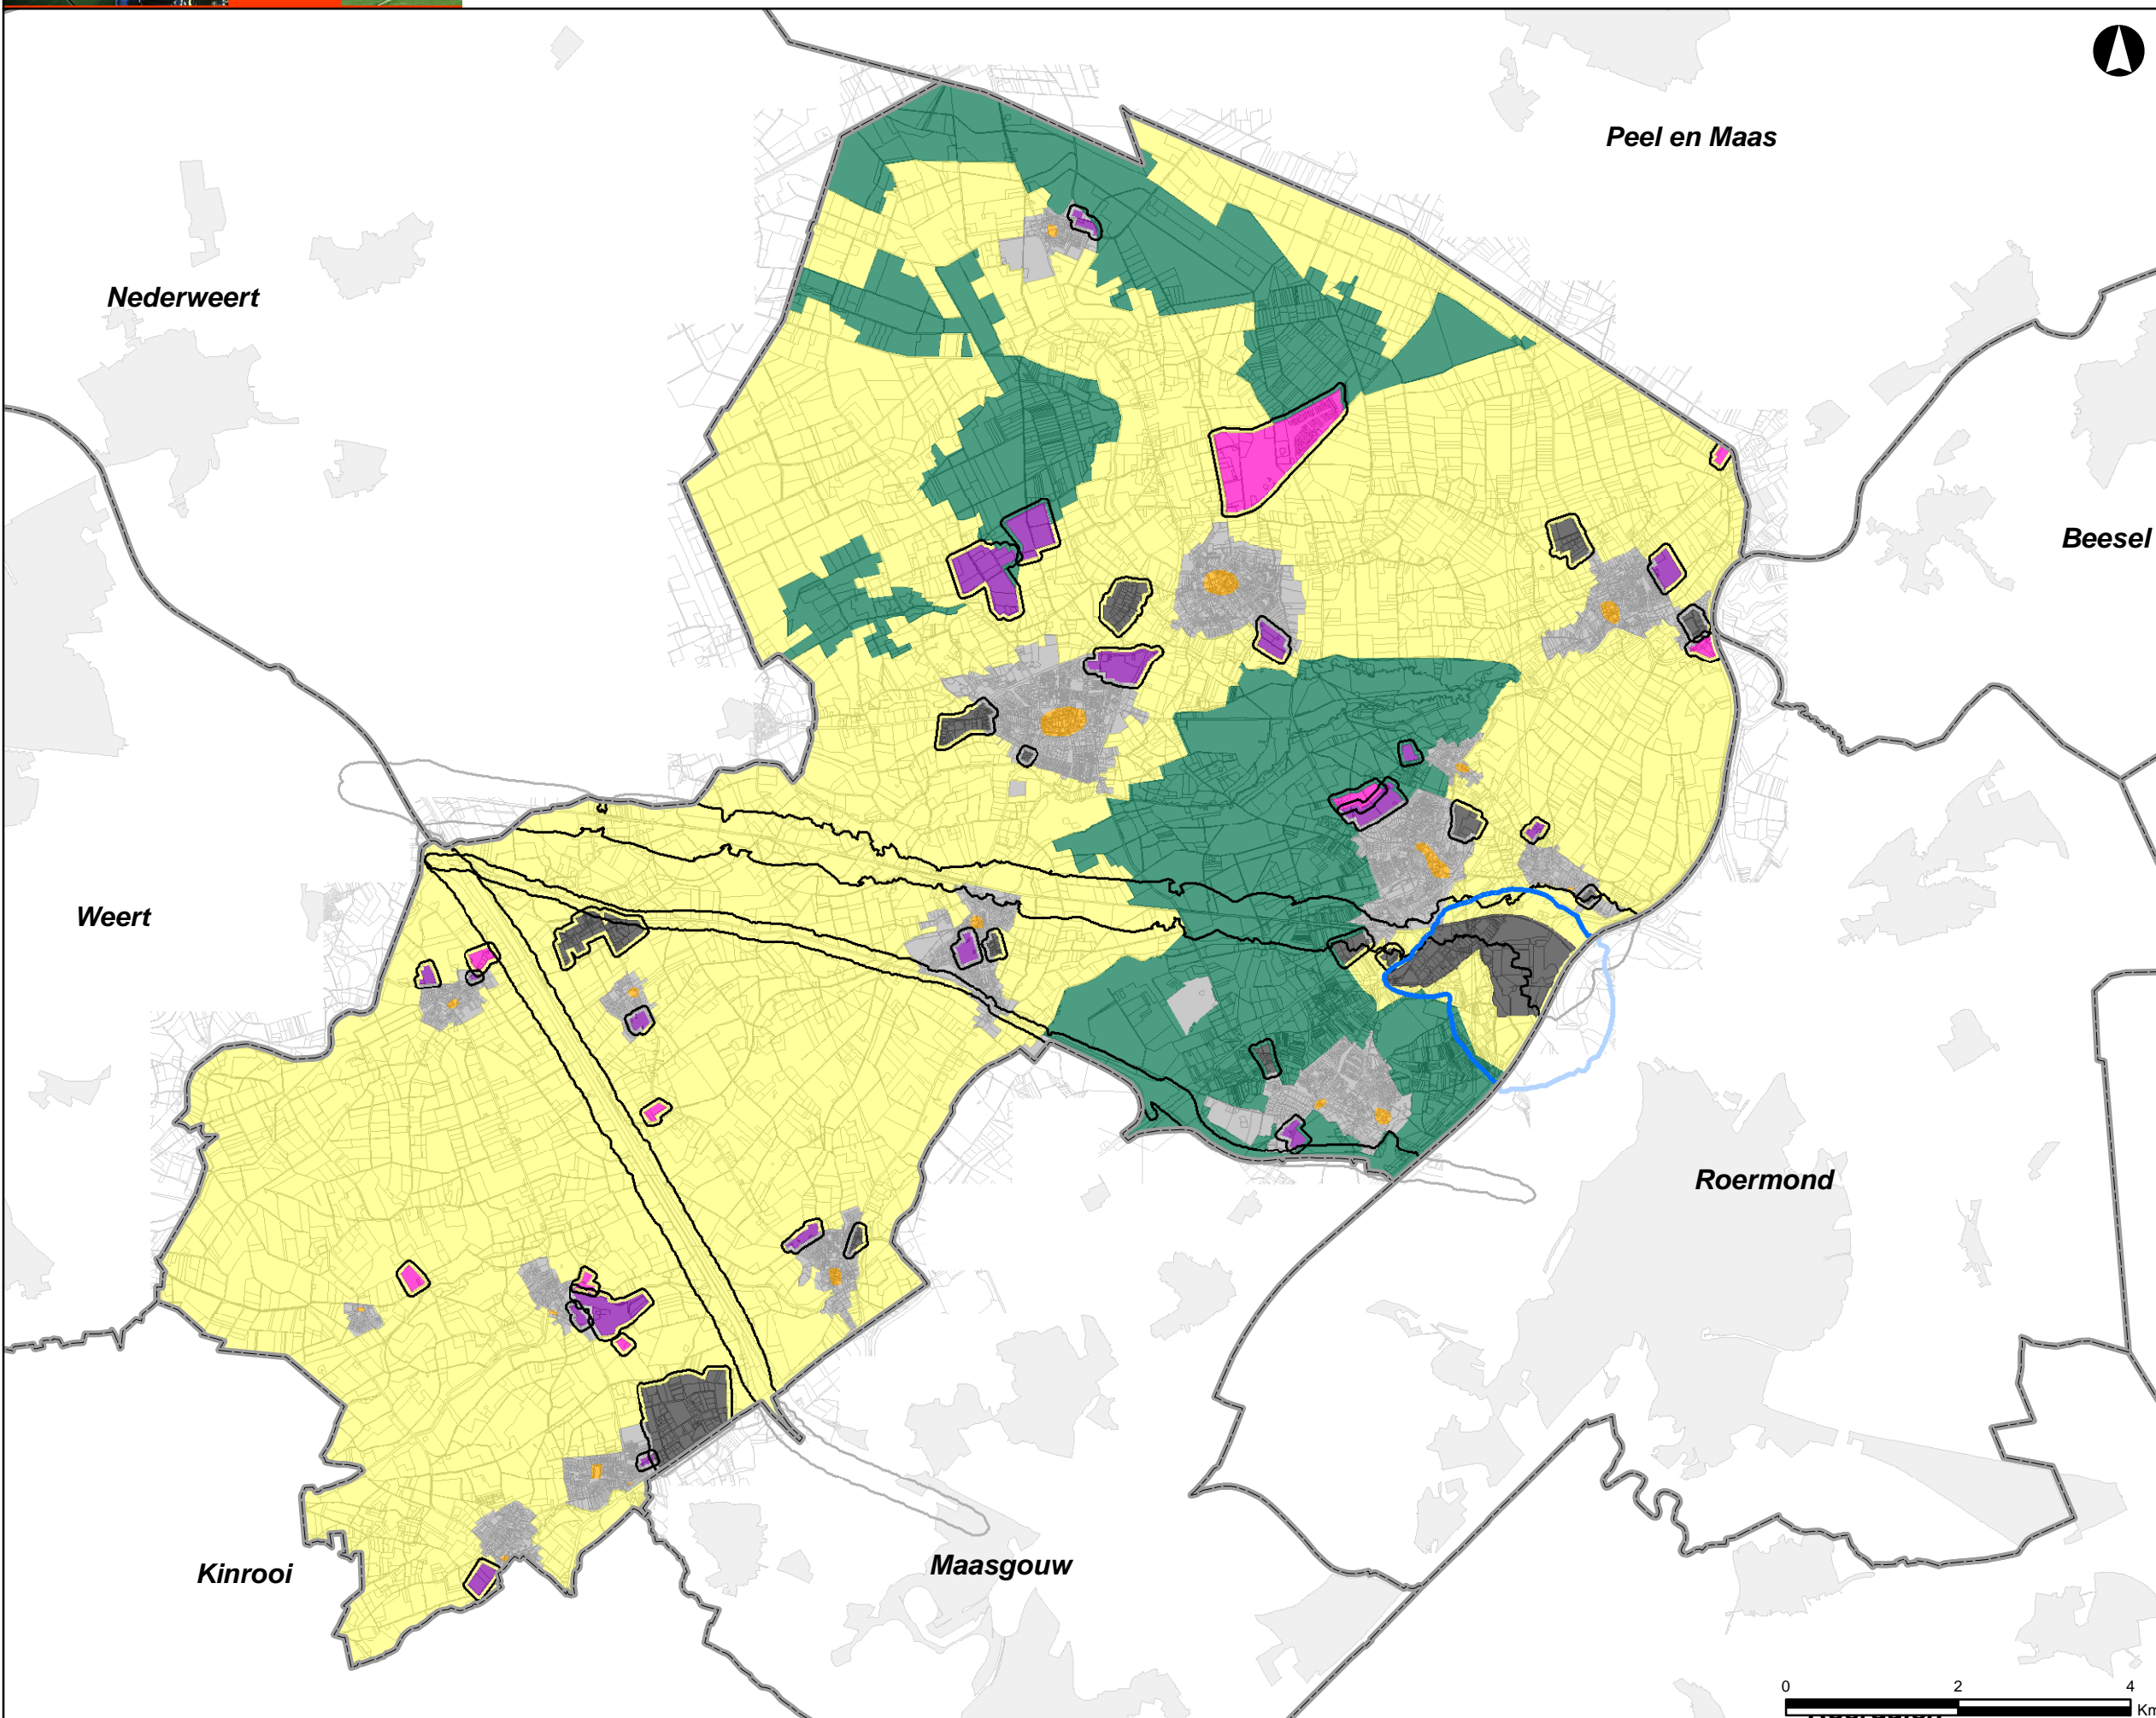 Peel en Maas
Nederweert
Beesel
Weert
Roermond
Kinrooi
Maasgouw
0 2 4
Km